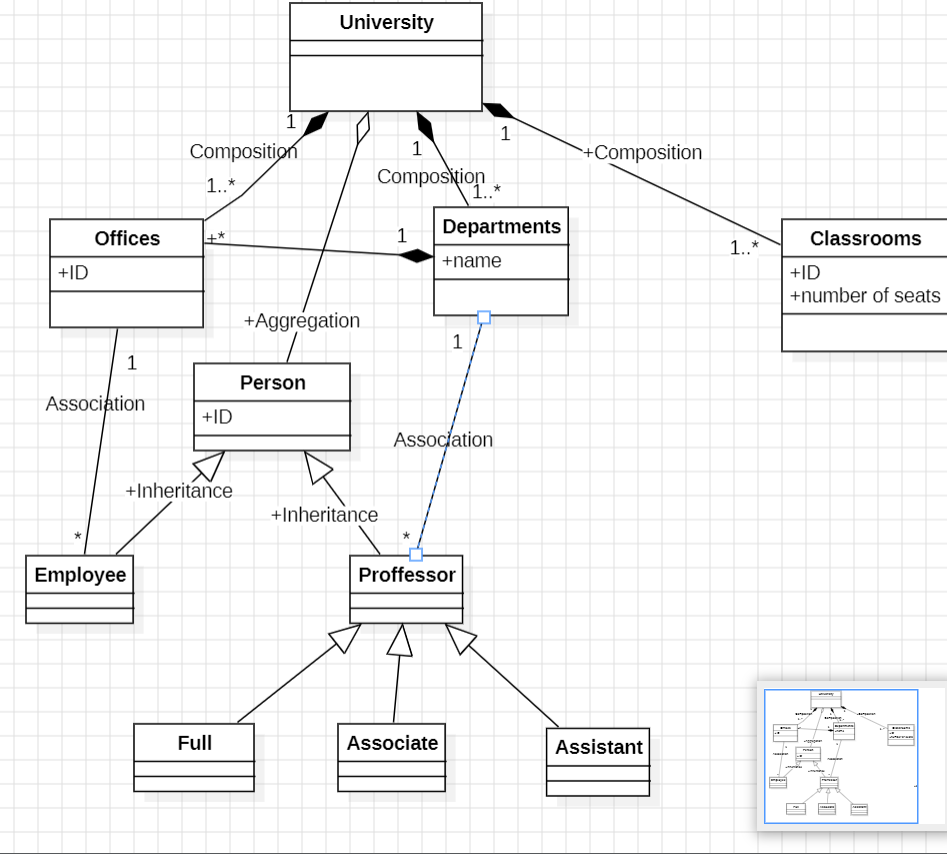 University
1
1
1
Composition
+Composition
Composition
1..*
1..*
Offices
+*
1
Departments
1..*
Classrooms
+ID
+name
+ID
+number of seats
+Aggregation
1
1
Person
Association
+ID
Association
+Inheritance
+Inheritance
*
*
Employee
Proffessor
Full
Associate
Assistant